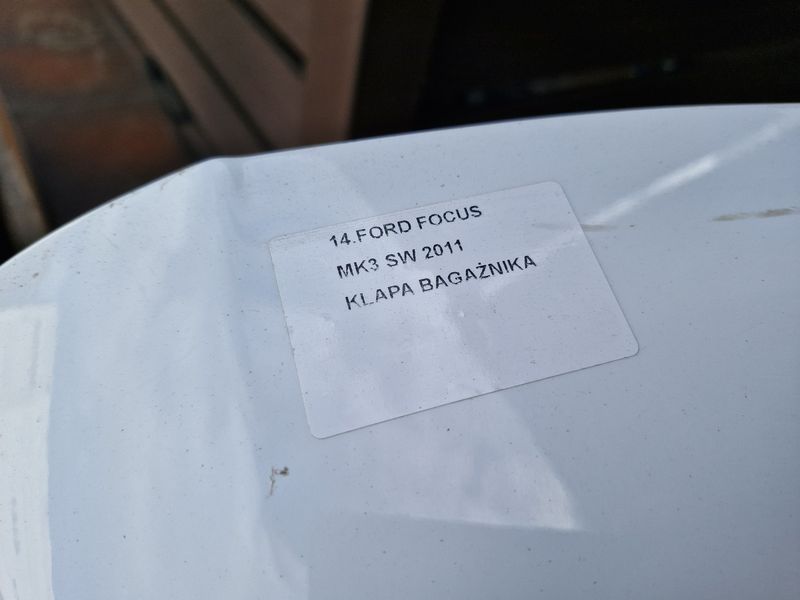 14.FORD FOCUS
MK3 SW 2011
KLAPA BAGAŻNIKA